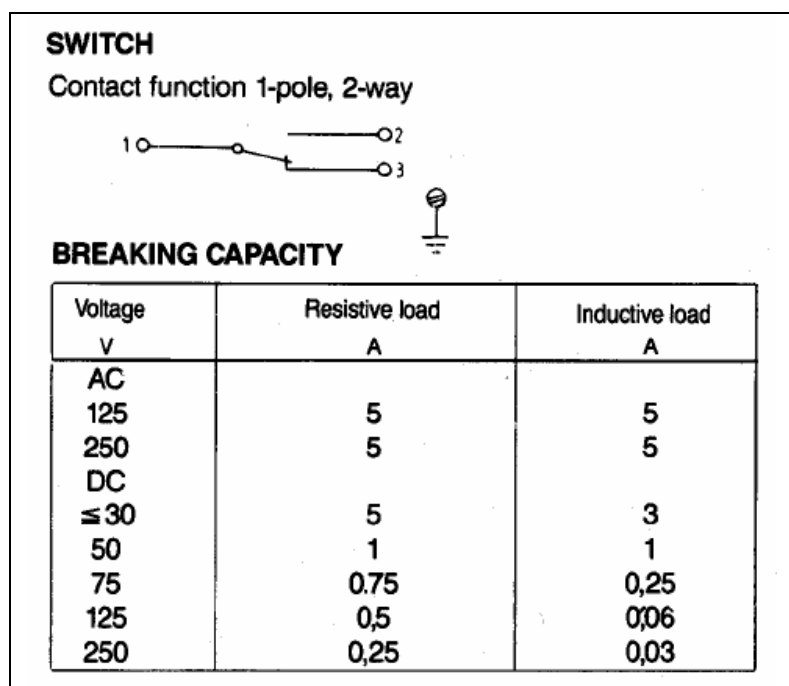 SWITCH
Contact function 1-pole, 2-way
1 2
3
BREAKING CAPACITY
Voltage Resistive load Inductive load
V A A
AC
125 5 5
250 5 5
DC
≦30 5 3
50 1 1
75 0.75 0,25
125 0,5 0,06
250 0,25 0,03